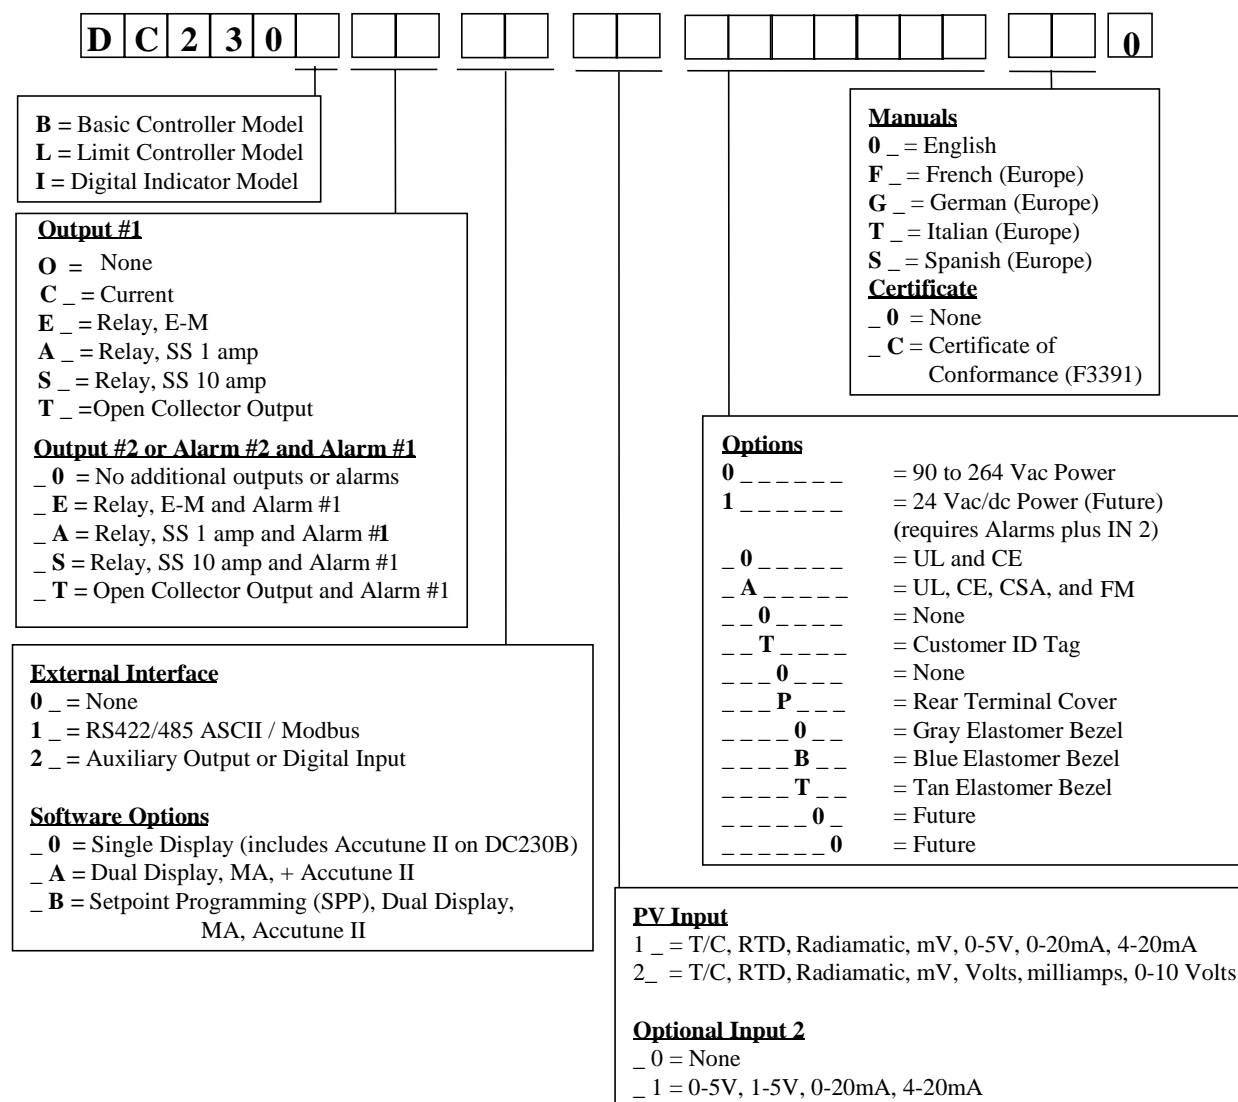 D C 2 3 0 0
B = Basic Controller Model
L = Limit Controller Model
I = Digital Indicator Model
Output #1
O = None
C _ = Current
E _ = Relay, E-M
A _ = Relay, SS 1 amp
S _ = Relay, SS 10 amp
T _ =Open Collector Output
Output #2 or Alarm #2 and Alarm #1
_ 0 = No additional outputs or alarms
_ E = Relay, E-M and Alarm #1
_ A = Relay, SS 1 amp and Alarm #1
_ S = Relay, SS 10 amp and Alarm #1
_ T = Open Collector Output and Alarm #1
External Interface
0 _ = None
1 _ = RS422/485 ASCII / Modbus
2 _ = Auxiliary Output or Digital Input
Software Options
_ 0 = Single Display (includes Accutune II on DC230B)
_ A = Dual Display, MA, + Accutune II
_ B = Setpoint Programming (SPP), Dual Display,
MA, Accutune II
Manuals
0 _ = English
F _ = French (Europe)
G _ = German (Europe)
T _ = Italian (Europe)
S _ = Spanish (Europe)
Certificate
_ 0 = None
_ C = Certificate of
Conformance (F3391)
Options
0 _ _ _ _ _ _ = 90 to 264 Vac Power
1 _ _ _ _ _ _ = 24 Vac/dc Power (Future)
(requires Alarms plus IN 2)
_ 0 _ _ _ _ _ = UL and CE
_ A _ _ _ _ _ = UL, CE, CSA, and FM
_ _ 0 _ _ _ _ = None
_ _ T _ _ _ _ = Customer ID Tag
_ _ _ 0 _ _ _ = None
_ _ _ P _ _ _ = Rear Terminal Cover
_ _ _ _ 0 _ _ = Gray Elastomer Bezel
_ _ _ _ B _ _ = Blue Elastomer Bezel
_ _ _ _ T _ _ = Tan Elastomer Bezel
_ _ _ _ _ 0 _ = Future
_ _ _ _ _ _ 0 = Future
PV Input
1 _ = T/C, RTD, Radiamatic, mV, 0-5V, 0-20mA, 4-20mA
2_ = T/C, RTD, Radiamatic, mV, Volts, milliamps, 0-10 Volts
Optional Input 2
_ 0 = None
_ 1 = 0-5V, 1-5V, 0-20mA, 4-20mA